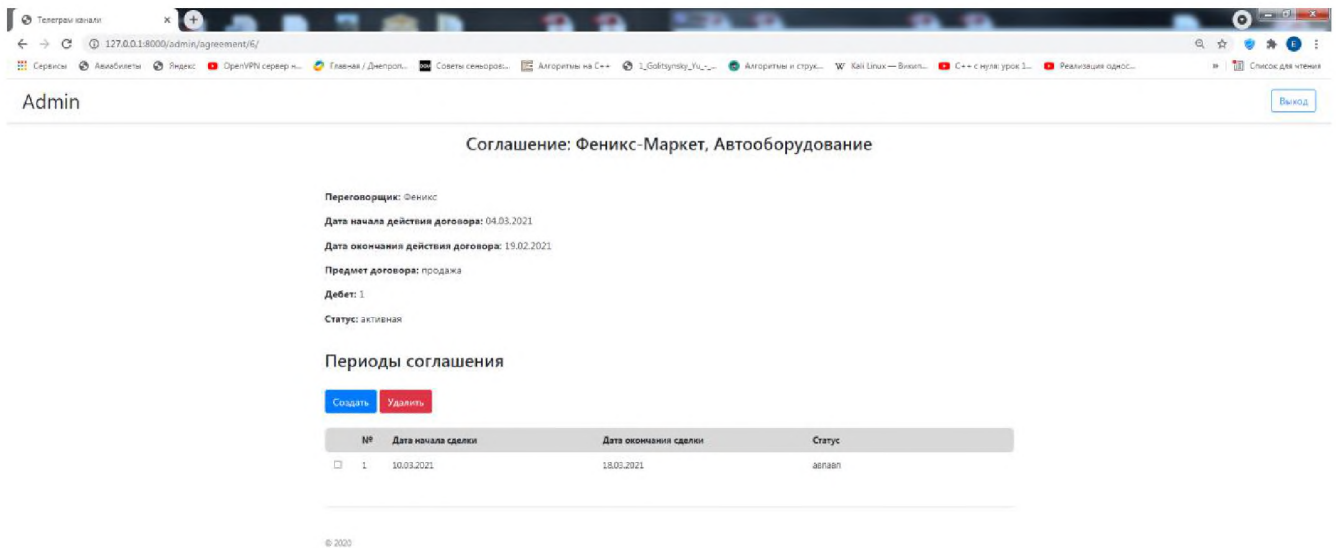 Телеграм канали
127.0.0.1:8000/admin/agreement/6/
Сервисы Авиабилеты Яндекс OpenVPN сервер н... Главная / Днепроп... Советы сеньоров:... Алгоритмы на C++ 1_Golitsynsky_Yu_-_... Алгоритмы и струк... Kali Linux — Викип... C++ с нуля: урок 1... Реализация однос... » Список для чтения
Admin
Выход
Соглашение: Феникс-Маркет, Автооборудование
Переговорщик: Феникс
Дата начала действия договора: 04.03.2021
Дата окончания действия договора: 19.02.2021
Предмет договора: продажа
Дебет: 1
Статус: активная
Периоды соглашения
Создать Удалить
№ Дата начала сделки Дата окончания сделки Статус
1 10.03.2021 18.03.2021
© 2020